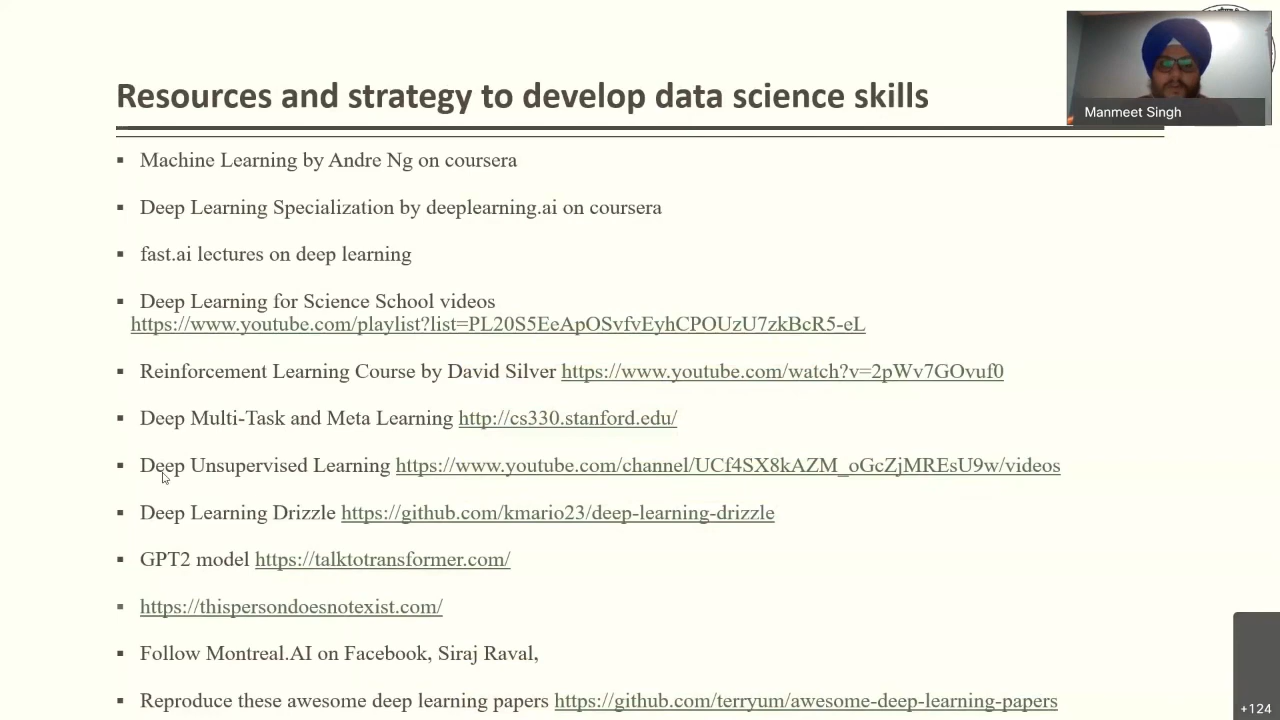 Resources and strategy to develop data science skills
Manmeet Singh
▪ Machine Learning by Andre Ng on coursera
▪ Deep Learning Specialization by deeplearning.ai on coursera
▪ fast.ai lectures on deep learning
▪ Deep Learning for Science School videos
https://www.youtube.com/playlist?list=PL20S5EeApOSvfvEyhCPOUzU7zkBcR5-eL
▪ Reinforcement Learning Course by David Silver https://www.youtube.com/watch?v=2pWv7GOvuf0
▪ Deep Multi-Task and Meta Learning http://cs330.stanford.edu/
▪ Deep Unsupervised Learning https://www.youtube.com/channel/UCf4SX8kAZM_oGcZjMREsU9w/videos
▪ Deep Learning Drizzle https://github.com/kmario23/deep-learning-drizzle
▪ GPT2 model https://talktotransformer.com/
▪ https://thispersondoesnotexist.com/
▪ Follow Montreal.AI on Facebook, Siraj Raval,
▪ Reproduce these awesome deep learning papers https://github.com/terryum/awesome-deep-learning-papers
+124